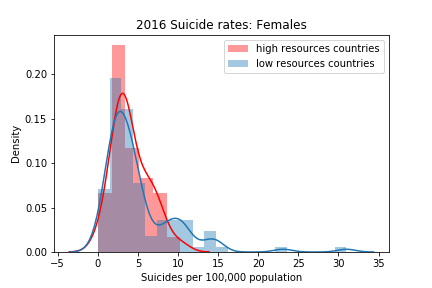 2016 Suicide rates: Females
high resources countries
low resources countries
Density
0.20
0.15
0.10
0.05
0.00
−5
0
5
10
15
20
25
30
35
Suicides per 100,000 population